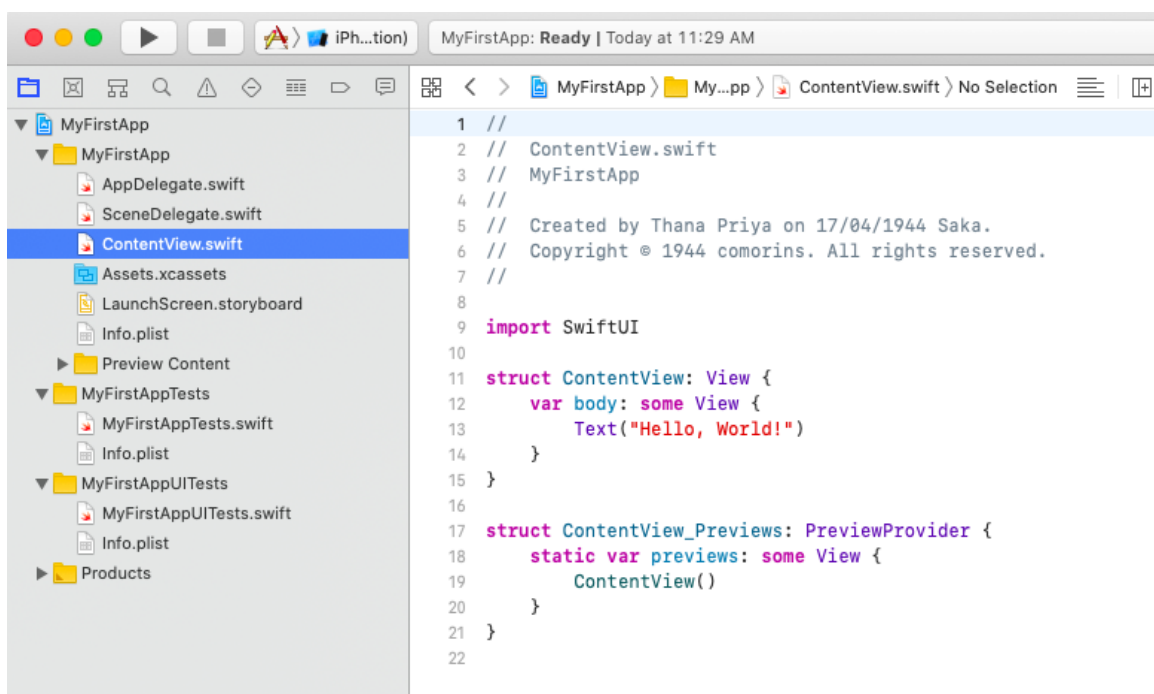 iPh...tion)
MyFirstApp: Ready | Today at 11:29 AM
MyFirstApp My...pp ContentView.swift No Selection
MyFirstApp
MyFirstApp
AppDelegate.swift
SceneDelegate.swift
ContentView.swift
Assets.xcassets
LaunchScreen.storyboard
Info.plist
Preview Content
MyFirstAppTests
MyFirstAppTests.swift
Info.plist
MyFirstAppUITests
MyFirstAppUITests.swift
Info.plist
Products
1 //
2 //  ContentView.swift
3 //  MyFirstApp
4 //
5 //  Created by Thana Priya on 17/04/1944 Saka.
6 //  Copyright © 1944 comorins. All rights reserved.
7 //
8
9 import SwiftUI
10
11 struct ContentView: View {
12     var body: some View {
13         Text("Hello, World!")
14     }
15 }
16
17 struct ContentView_Previews: PreviewProvider {
18     static var previews: some View {
19         ContentView()
20     }
21 }
22